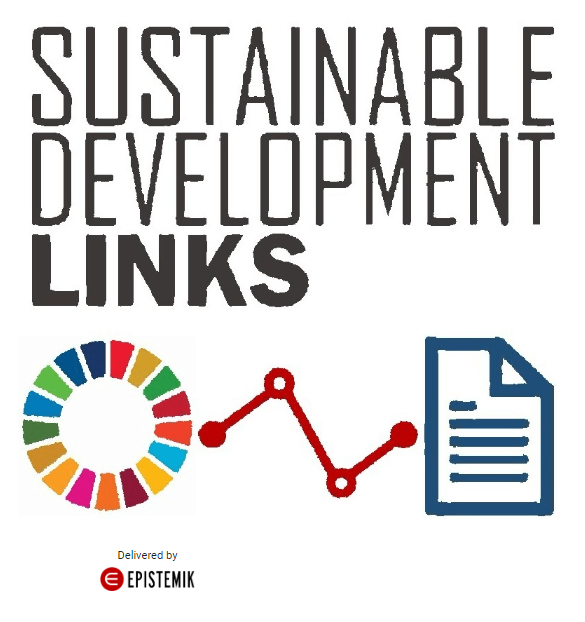 SUSTAINABLE
DEVELOPMENT
LINKS
Delivered by
EPISTEMIK